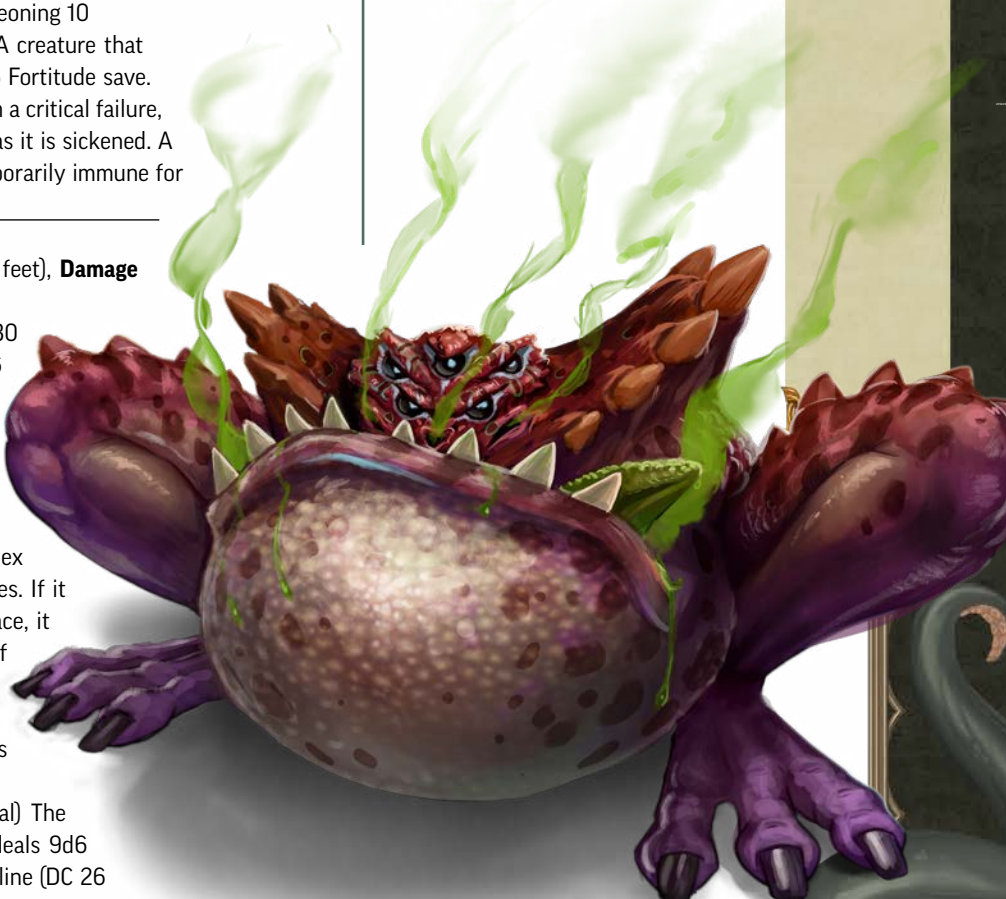 eoning 10
A creature that
Fortitude save.
n a critical failure,
as it is sickened. A
porarily immune for
feet), Damage
30
ex
es. If it
ace, it
f
s
al) The
deals 9d6
line (DC 26